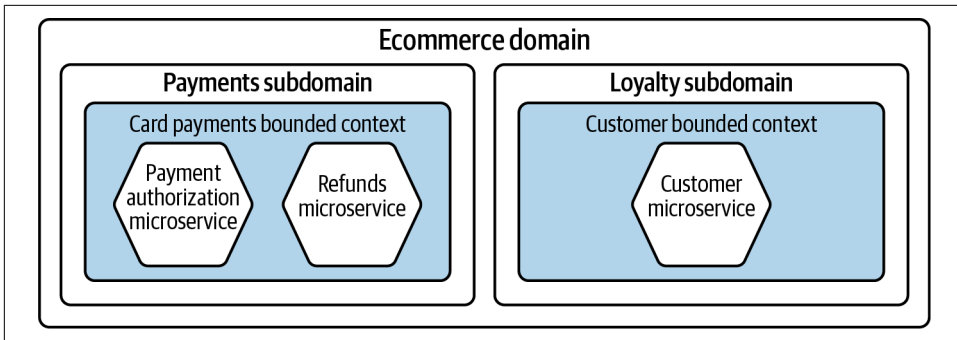 Ecommerce domain
Payments subdomain
Card payments bounded context
Payment
authorization
microservice
Refunds
microservice
Loyalty subdomain
Customer bounded context
Customer
microservice